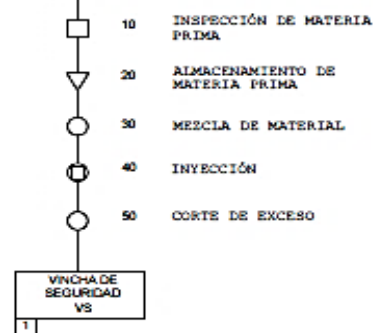 10 INSPECCIÓN DE MATERIA
PRIMA
20 ALMACENAMIENTO DE
MATERIA PRIMA
30 MEZCLA DE MATERIAL
40 INYECCIÓN
50 CORTE DE EXCESO
VINCHA DE
SEGURIDAD
VS
1